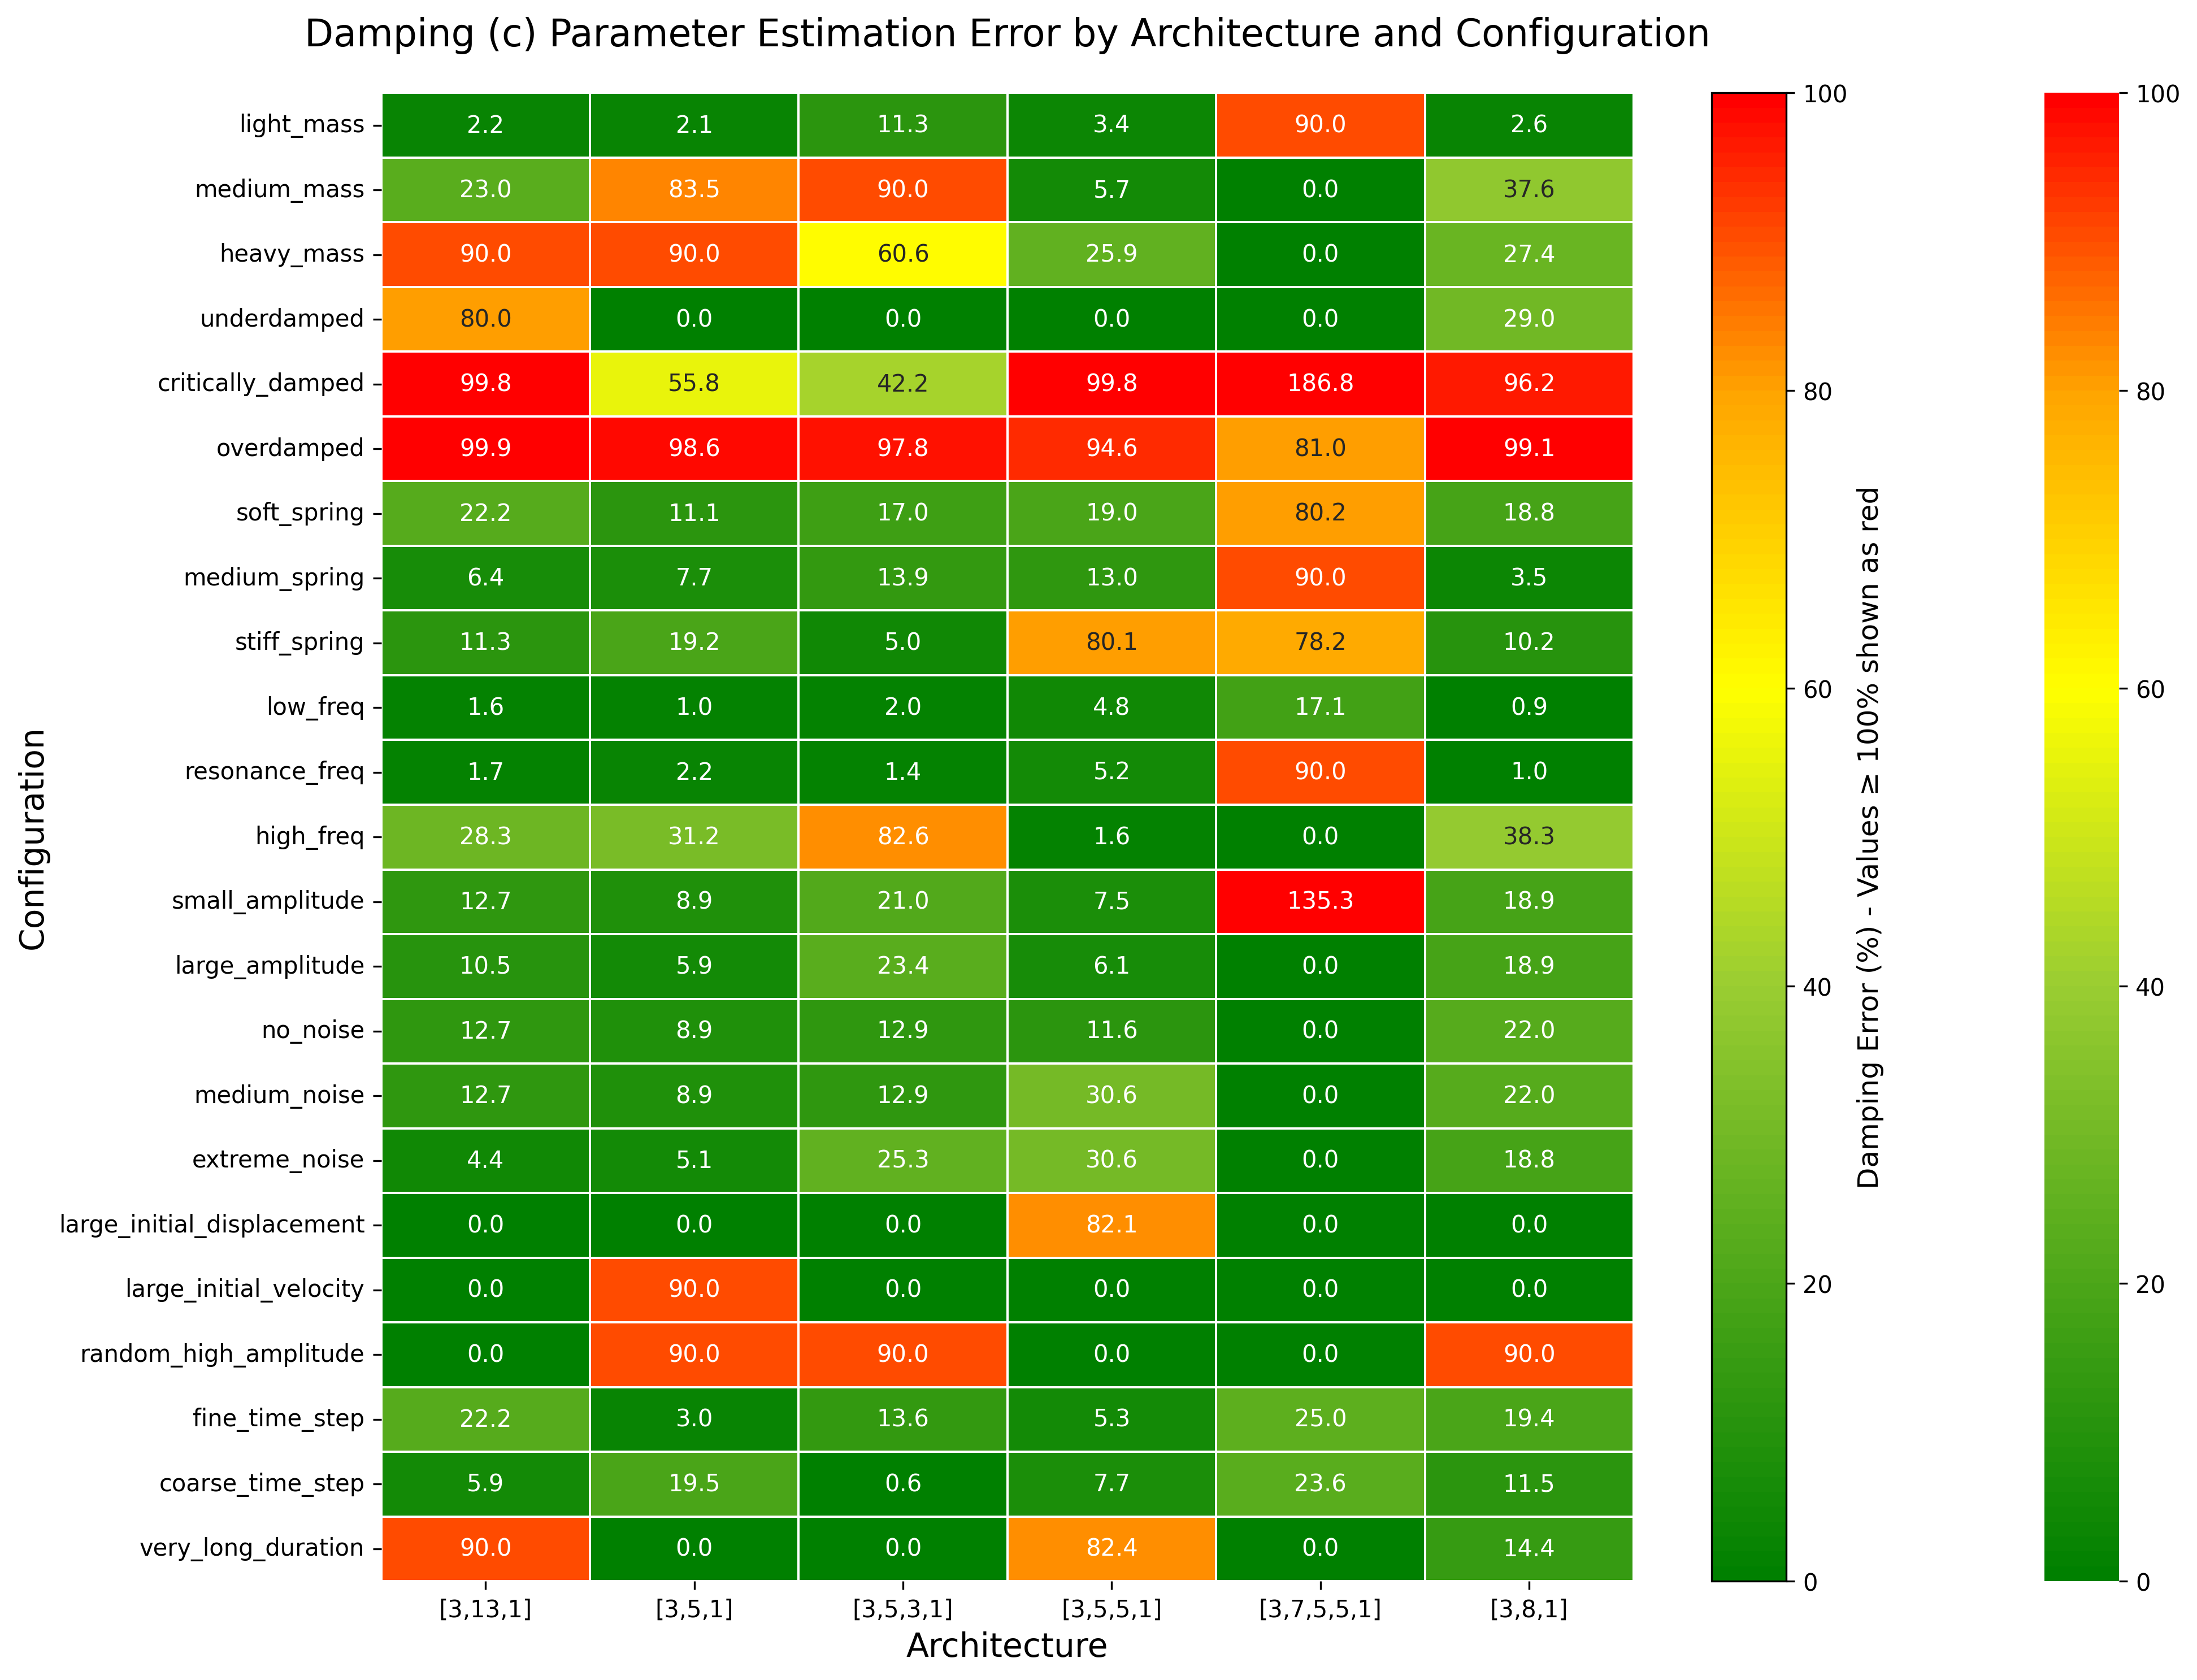 Damping (c) Parameter Estimation Error by Architecture and Configuration
light_mass 2.2 2.1 11.3 3.4 90.0 2.6
medium_mass 23.0 83.5 90.0 5.7 0.0 37.6
heavy_mass 90.0 90.0 60.6 25.9 0.0 27.4
underdamped 80.0 0.0 0.0 0.0 0.0 29.0
critically_damped 99.8 55.8 42.2 99.8 186.8 96.2
overdamped 99.9 98.6 97.8 94.6 81.0 99.1
soft_spring 22.2 11.1 17.0 19.0 80.2 18.8
medium_spring 6.4 7.7 13.9 13.0 90.0 3.5
stiff_spring 11.3 19.2 5.0 80.1 78.2 10.2
low_freq 1.6 1.0 2.0 4.8 17.1 0.9
resonance_freq 1.7 2.2 1.4 5.2 90.0 1.0
high_freq 28.3 31.2 82.6 1.6 0.0 38.3
small_amplitude 12.7 8.9 21.0 7.5 135.3 18.9
large_amplitude 10.5 5.9 23.4 6.1 0.0 18.9
no_noise 12.7 8.9 12.9 11.6 0.0 22.0
medium_noise 12.7 8.9 12.9 30.6 0.0 22.0
extreme_noise 4.4 5.1 25.3 30.6 0.0 18.8
large_initial_displacement 0.0 0.0 0.0 82.1 0.0 0.0
large_initial_velocity 0.0 90.0 0.0 0.0 0.0 0.0
random_high_amplitude 0.0 90.0 90.0 0.0 0.0 90.0
fine_time_step 22.2 3.0 13.6 5.3 25.0 19.4
coarse_time_step 5.9 19.5 0.6 7.7 23.6 11.5
very_long_duration 90.0 0.0 0.0 82.4 0.0 14.4
[3,13,1] [3,5,1] [3,5,3,1] [3,5,5,1] [3,7,5,5,1] [3,8,1]
Architecture
Configuration
100
80
60
40
20
0
Damping Error (%) - Values ≥ 100% shown as red
100
80
60
40
20
0